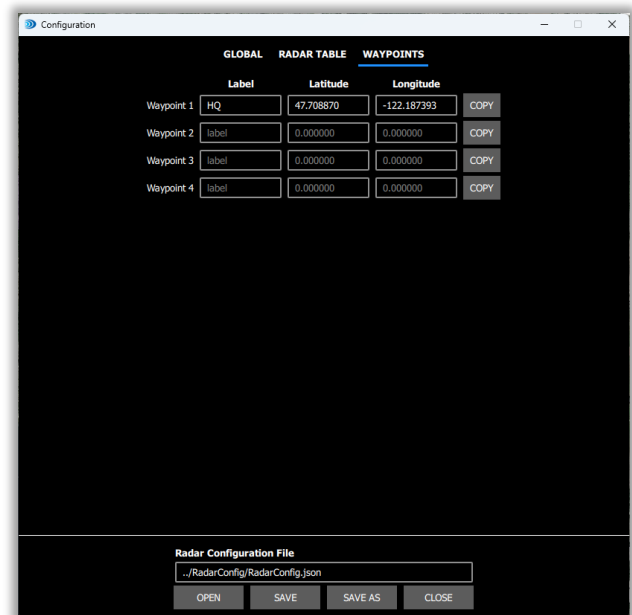 Configuration
GLOBAL RADAR TABLE WAYPOINTS
Label Latitude Longitude
Waypoint 1 HQ 47.708870 -122.187393 COPY
Waypoint 2 label 0.000000 0.000000 COPY
Waypoint 3 label 0.000000 0.000000 COPY
Waypoint 4 label 0.000000 0.000000 COPY
Radar Configuration File
../RadarConfig/RadarConfig.json
OPEN SAVE SAVE AS CLOSE